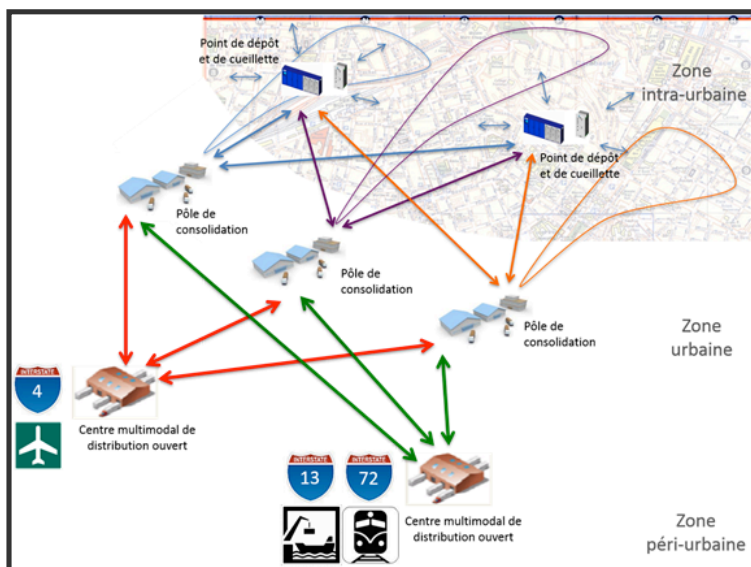 Point de dépôt
et de cueillette
Zone
intra-urbaine
Point de dépôt
et de cueillette
Pôle de
consolidation
Pôle de
consolidation
Pôle de
consolidation
Zone
urbaine
INTERSTATE
4
Centre multimodal de
distribution ouvert
INTERSTATE
13
INTERSTATE
72
Centre multimodal de
distribution ouvert
Zone
péri-urbaine